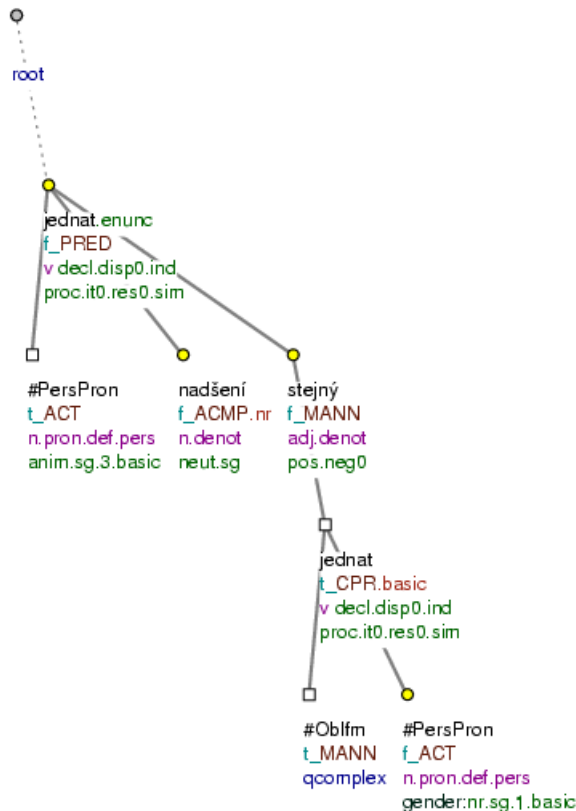 root
jednat.enunc
f_PRED
v decl.disp0.ind
proc.it0.res0.sim
#PersPron
t_ACT
n.pron.def.pers
anim.sg.3.basic
nadšení
f_ACMP.nr
n.denot
neut.sg
stejný
f_MANN
adj.denot
pos.neg0
jednat
t_CPR.basic
v decl.disp0.ind
proc.it0.res0.sim
#Oblfm
t_MANN
qcomplex
#PersPron
f_ACT
n.pron.def.pers
gender:nr.sg.1.basic